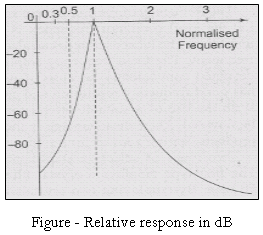 0 0.3 0.5 1 2 3
Normalised
Frequency
-20
-40
-60
-80
Figure - Relative response in dB